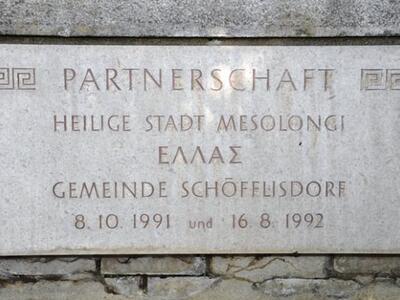 PARTNERSCHAFT
HEILIGE STADT MESOLONGI
ΕΛΛΑΣ
GEMEINDE SCHÖFFLISDORF
8.10.1991 und 16.8.1992